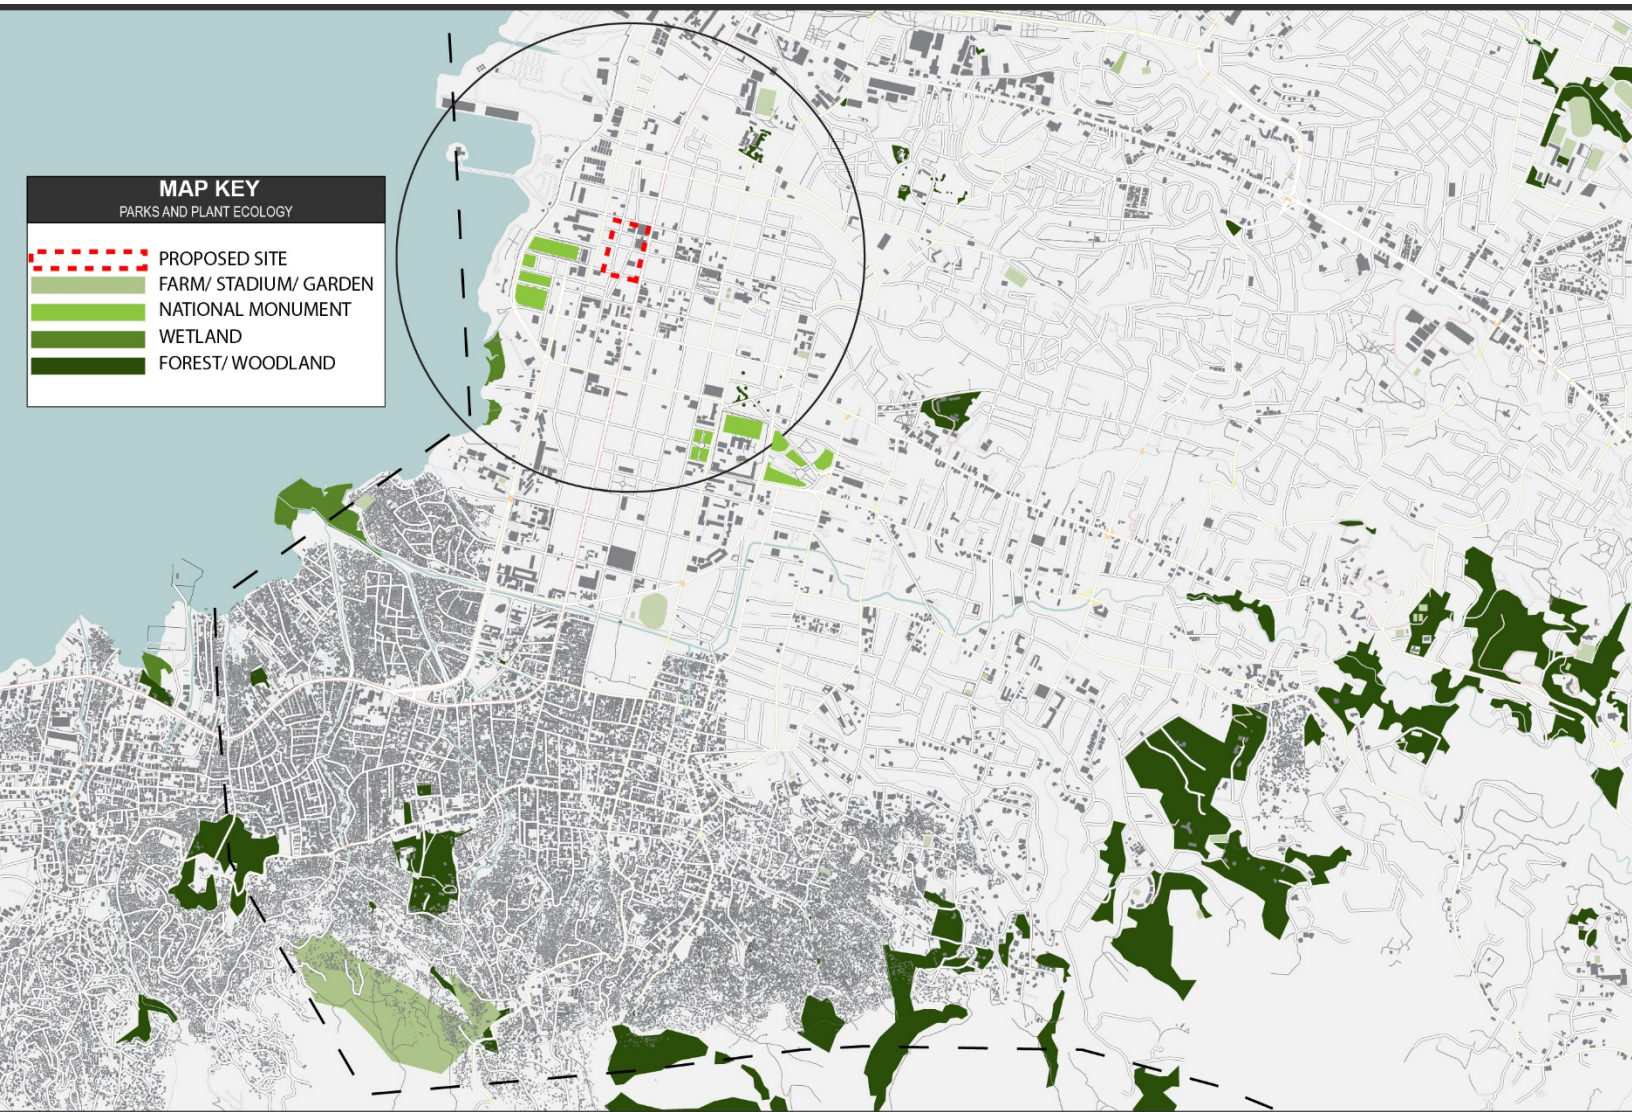 MAP KEY
PARKS AND PLANT ECOLOGY
PROPOSED SITE
FARM/ STADIUM/ GARDEN
NATIONAL MONUMENT
WETLAND
FOREST/ WOODLAND